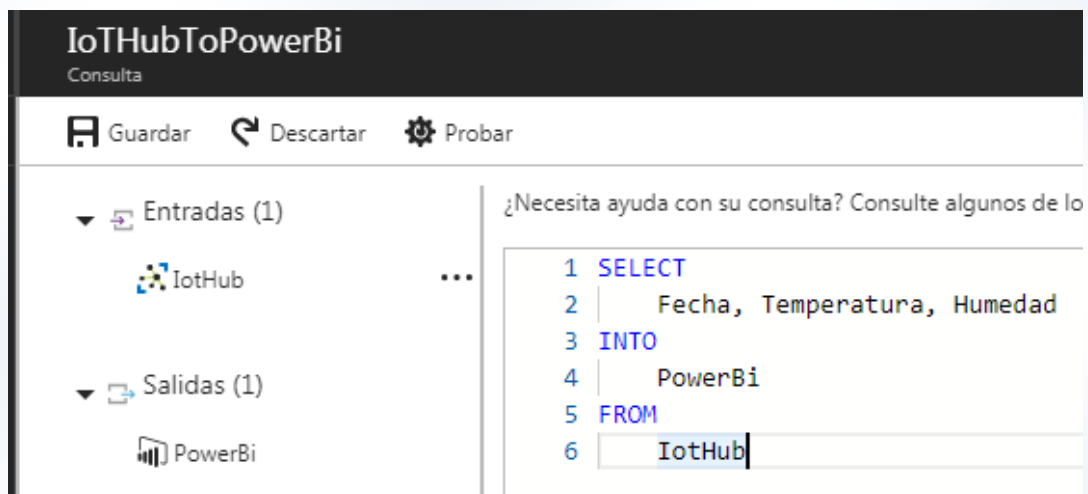 IoTHubToPowerBi
Consulta
Guardar Descartar Probar
Entradas (1)
IotHub
Salidas (1)
PowerBi
¿Necesita ayuda con su consulta? Consulte algunos de lo
1 SELECT
2 Fecha, Temperatura, Humedad
3 INTO
4 PowerBi
5 FROM
6 IotHub